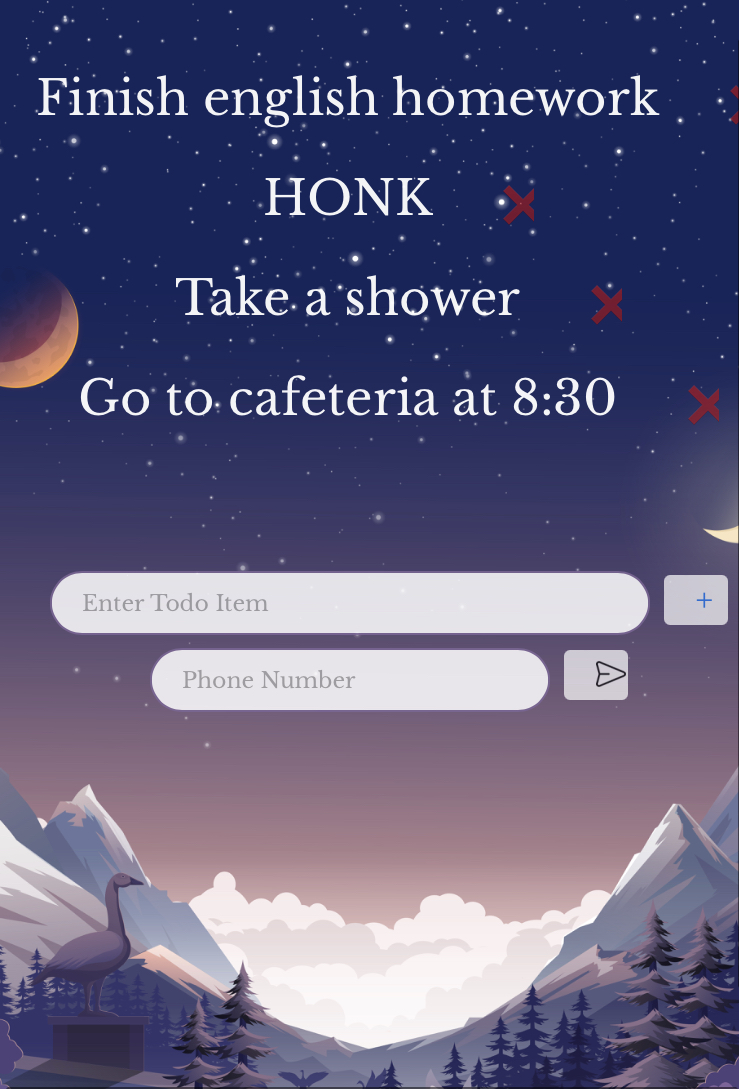 Finish english homework
HONK
Take a shower
Go to cafeteria at 8:30
Enter Todo Item
Phone Number